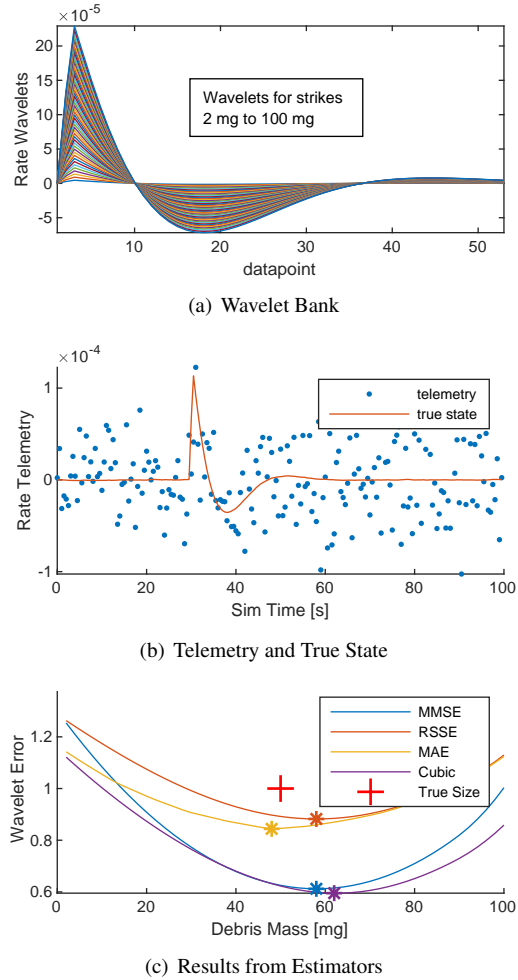 ×10⁻⁵
20
15
10
5
0
-5
Rate Wavelets
Wavelets for strikes
2 mg to 100 mg
10 20 30 40 50
datapoint
(a) Wavelet Bank
×10⁻⁴
1
0
-1
Rate Telemetry
telemetry
true state
0 20 40 60 80 100
Sim Time [s]
(b) Telemetry and True State
1.2
1
0.8
0.6
Wavelet Error
MMSE
RSSE
MAE
Cubic
True Size
0 20 40 60 80 100
Debris Mass [mg]
(c) Results from Estimators